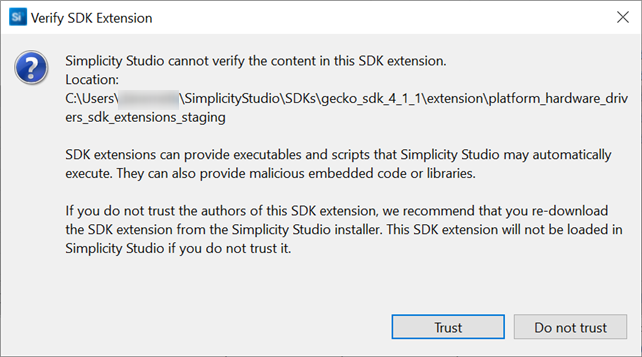 Si Verify SDK Extension
Simplicity Studio cannot verify the content in this SDK extension.
Location:
C:\Users\ \SimplicityStudio\SDKs\gecko_sdk_4_1_1\extension\platform_hardware_driv
ers_sdk_extensions_staging
SDK extensions can provide executables and scripts that Simplicity Studio may automatically
execute. They can also provide malicious embedded code or libraries.
If you do not trust the authors of this SDK extension, we recommend that you re-download
the SDK extension from the Simplicity Studio installer. This SDK extension will not be loaded in
Simplicity Studio if you do not trust it.
Trust Do not trust